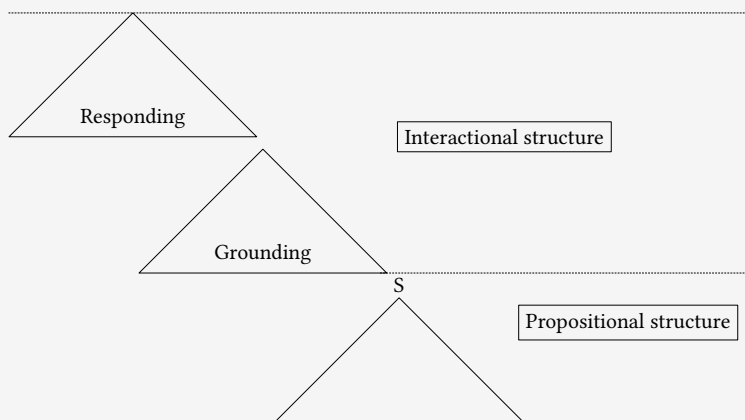 Responding
Interactional structure
Grounding
S
Propositional structure